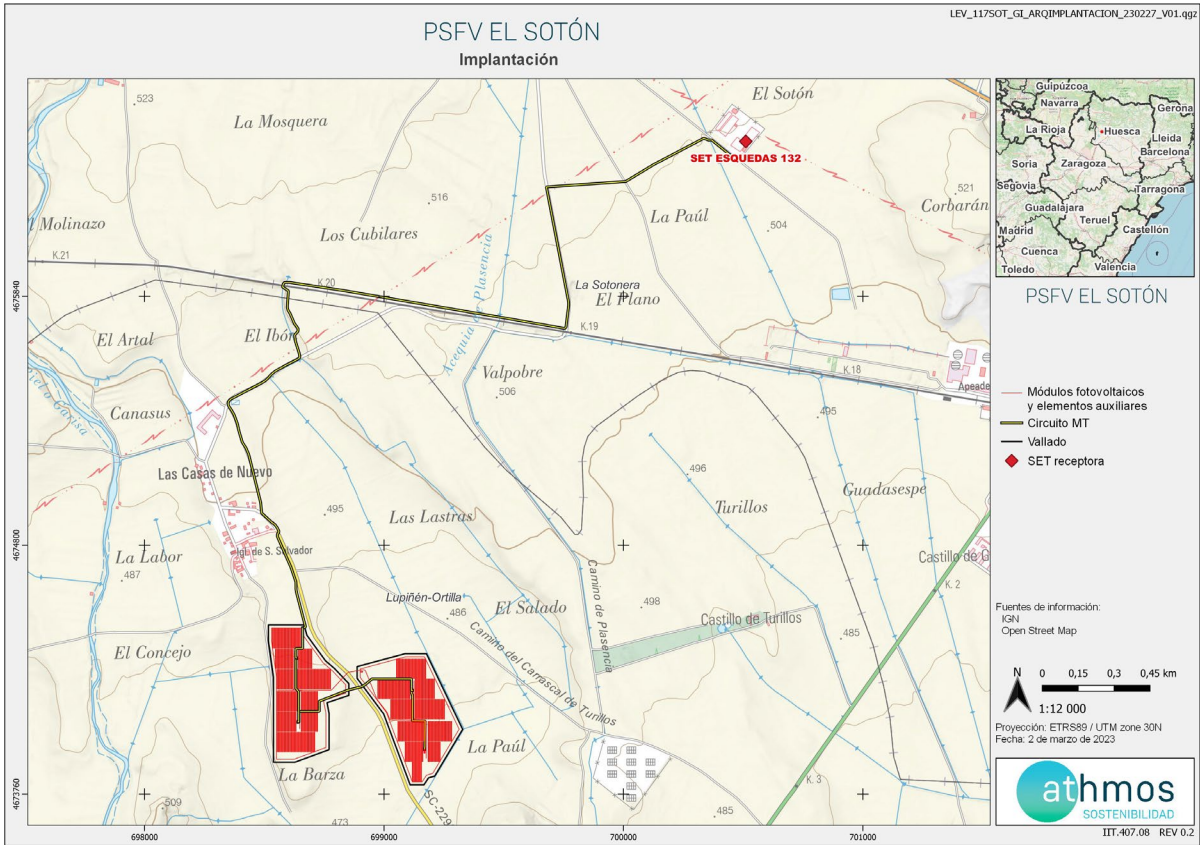 LEV_117SOT_GI_ARQIMPLANTACION_230227_V01.qgz
PSFV EL SOTÓN
Implantación
523
La Mosquera
El Sotón
SET ESQUEDAS 132
516
521
Molinazo
Los Cubilares
La Paúl
504
Corbarán
K.21
K.20
Acequia de Plasencia
La Sotonera
El Plano
K.19
El Artal
El Ibón
Valpobre
506
K.18
Apeade
Canasus
495
Las Casas de Nuevo
496
Guadasespe
495
Las Lastras
Turillos
Igl. de S. Salvador
La Labor
487
Castillo de G
K. 2
Lupiñén-Ortilla
486
El Salado
Camino de Plasencia
498
Castillo de Turillos
485
El Concejo
Camino del Carrascal de Turillos
La Paúl
La Barza
K. 3
509
473
SC-229
485
4675840
4674800
4673760
698000
699000
700000
701000
Guipúzcoa
Navarra
Gerona
La Rioja
Huesca
Lleida
Barcelona
Soria
Zaragoza
Segovia
Tarragona
Guadalajara
Teruel
Madrid
Castellón
Cuenca
Toledo
Valencia
PSFV EL SOTÓN
Módulos fotovoltaicos
y elementos auxiliares
Circuito MT
Vallado
SET receptora
Fuentes de información:
IGN
Open Street Map
N
0 0,15 0,3 0,45 km
1:12 000
Proyección: ETRS89 / UTM zone 30N
Fecha: 2 de marzo de 2023
athmos
SOSTENIBILIDAD
IIT.407.08 REV 0.2